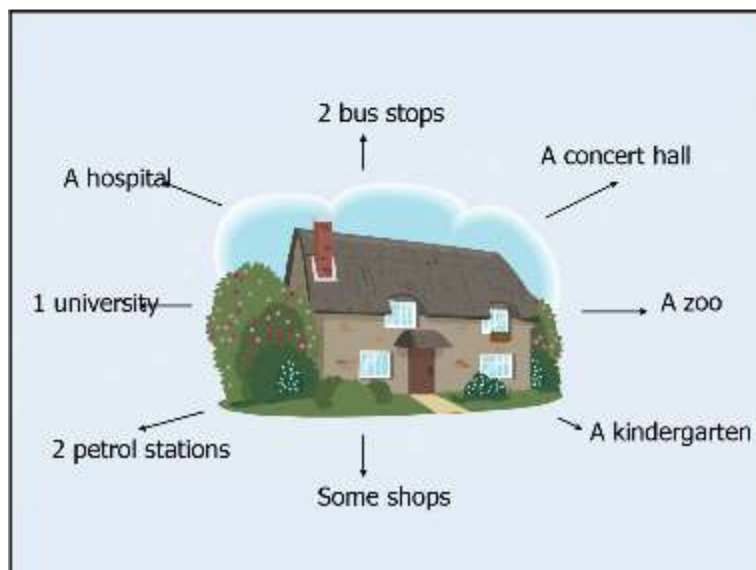 2 bus stops
A concert hall
A hospital
1 university
A zoo
2 petrol stations
A kindergarten
Some shops